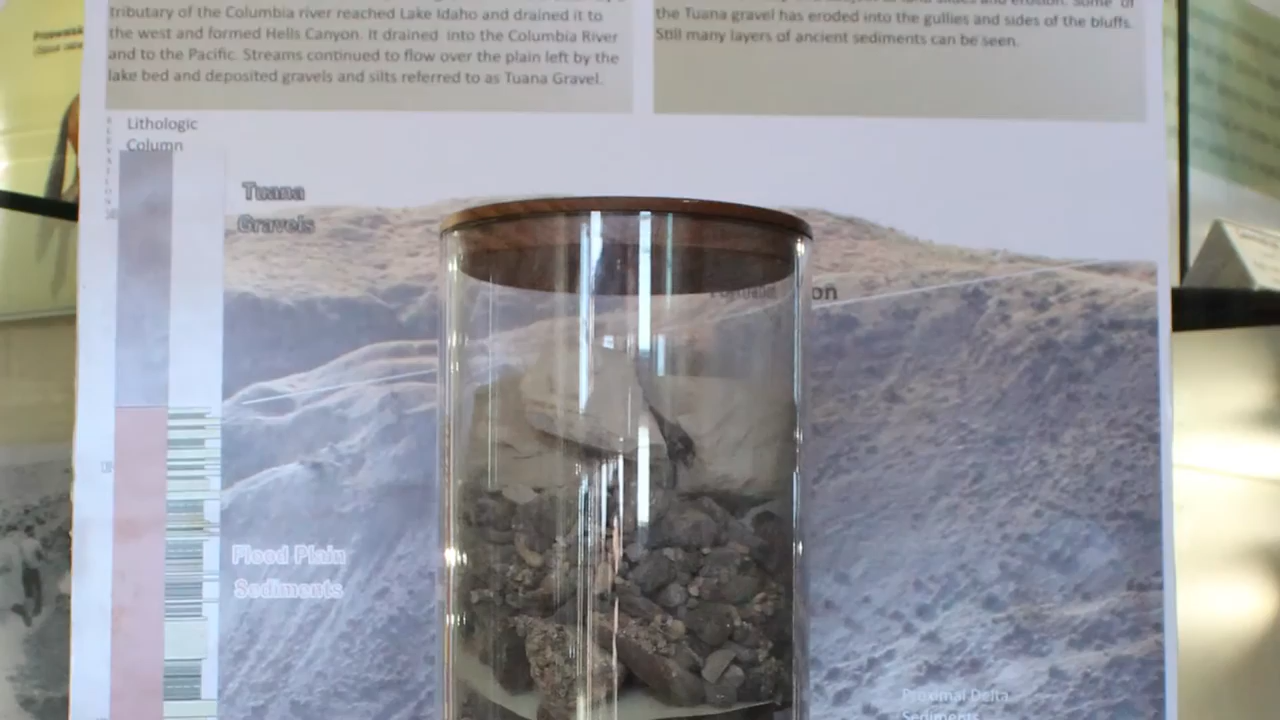 tributary of the Columbia river reached Lake Idaho and drained it to
the west and formed Hells Canyon. It drained into the Columbia River
and to the Pacific. Streams continued to flow over the plain left by the
lake bed and deposited gravels and silts referred to as Tuana Gravel.
the Tuana gravel has eroded into the gullies and sides of the bluffs.
Still many layers of ancient sediments can be seen.
Lithologic
Column
Tuana
Gravels
on
Flood Plain
Sediments
Proximal Delta
Sediments